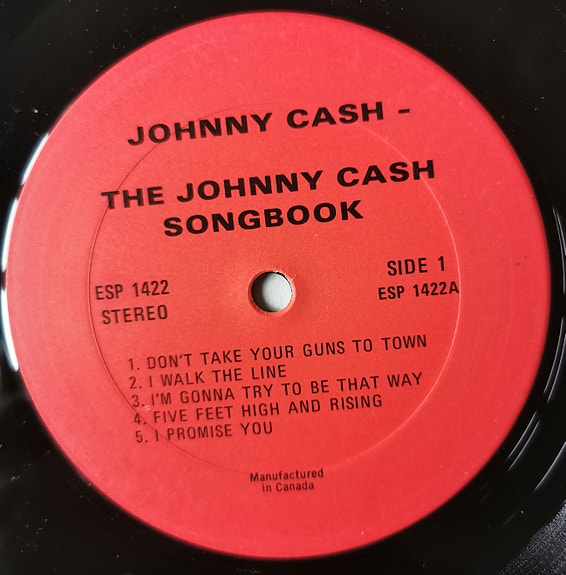 JOHNNY CASH -
THE JOHNNY CASH
SONGBOOK
ESP 1422
STEREO
SIDE 1
ESP 1422A
1. DON'T TAKE YOUR GUNS TO TOWN
2. I WALK THE LINE
3. I'M GONNA TRY TO BE THAT WAY
4. FIVE FEET HIGH AND RISING
5. I PROMISE YOU
Manufactured
in Canada